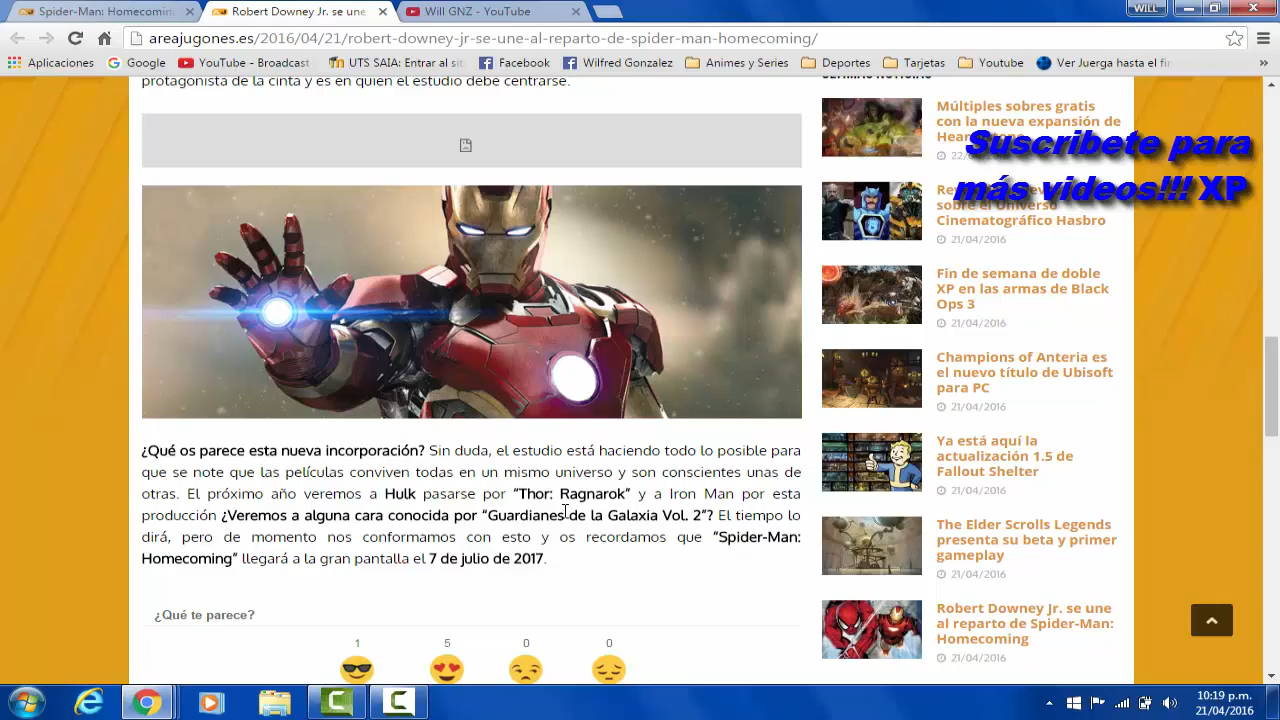 Spider-Man: Homecomin
Robert Downey Jr. se une
Will GNZ - YouTube
WILL
areajugones.es/2016/04/21/robert-downey-jr-se-une-al-reparto-de-spider-man-homecoming/
Aplicaciones
Google
YouTube - Broadcast
UTS SAIA: Entrar al siti
Facebook
Wilfred Gonzalez
Animes y Series
Deportes
Tarjetas
Youtube
Ver Juerga hasta el fin
»
protagonista de la cinta y es en quien el estudio debe centrarse.
Múltiples sobres gratis
con la nueva expansión de
Suscribete para
más videos!!! XP
sobre el Universo
Cinematográfico Hasbro
21/04/2016
Fin de semana de doble
XP en las armas de Black
Ops 3
21/04/2016
Champions of Anteria es
el nuevo título de Ubisoft
para PC
21/04/2016
Ya está aquí la
actualización 1.5 de
Fallout Shelter
21/04/2016
The Elder Scrolls Legends
presenta su beta y primer
gameplay
21/04/2016
Robert Downey Jr. se une
al reparto de Spider-Man:
Homecoming
21/04/2016
¿Qué os parece esta nueva incorporación? Sin duda, el estudio está haciendo todo lo posible para
que se note que las películas conviven todas en un mismo universo y son conscientes unas de
otras. El próximo año veremos a Hulk pasarse por “Thor: Ragnarok” y a Iron Man por esta
producción ¿Veremos a alguna cara conocida por “Guardianes de la Galaxia Vol. 2”? El tiempo lo
dirá, pero de momento nos conformamos con esto y os recordamos que “Spider-Man:
Homecoming” llegará a la gran pantalla el 7 de julio de 2017.
¿Qué te parece?
1 5 0 0
10:19 p.m.
21/04/2016